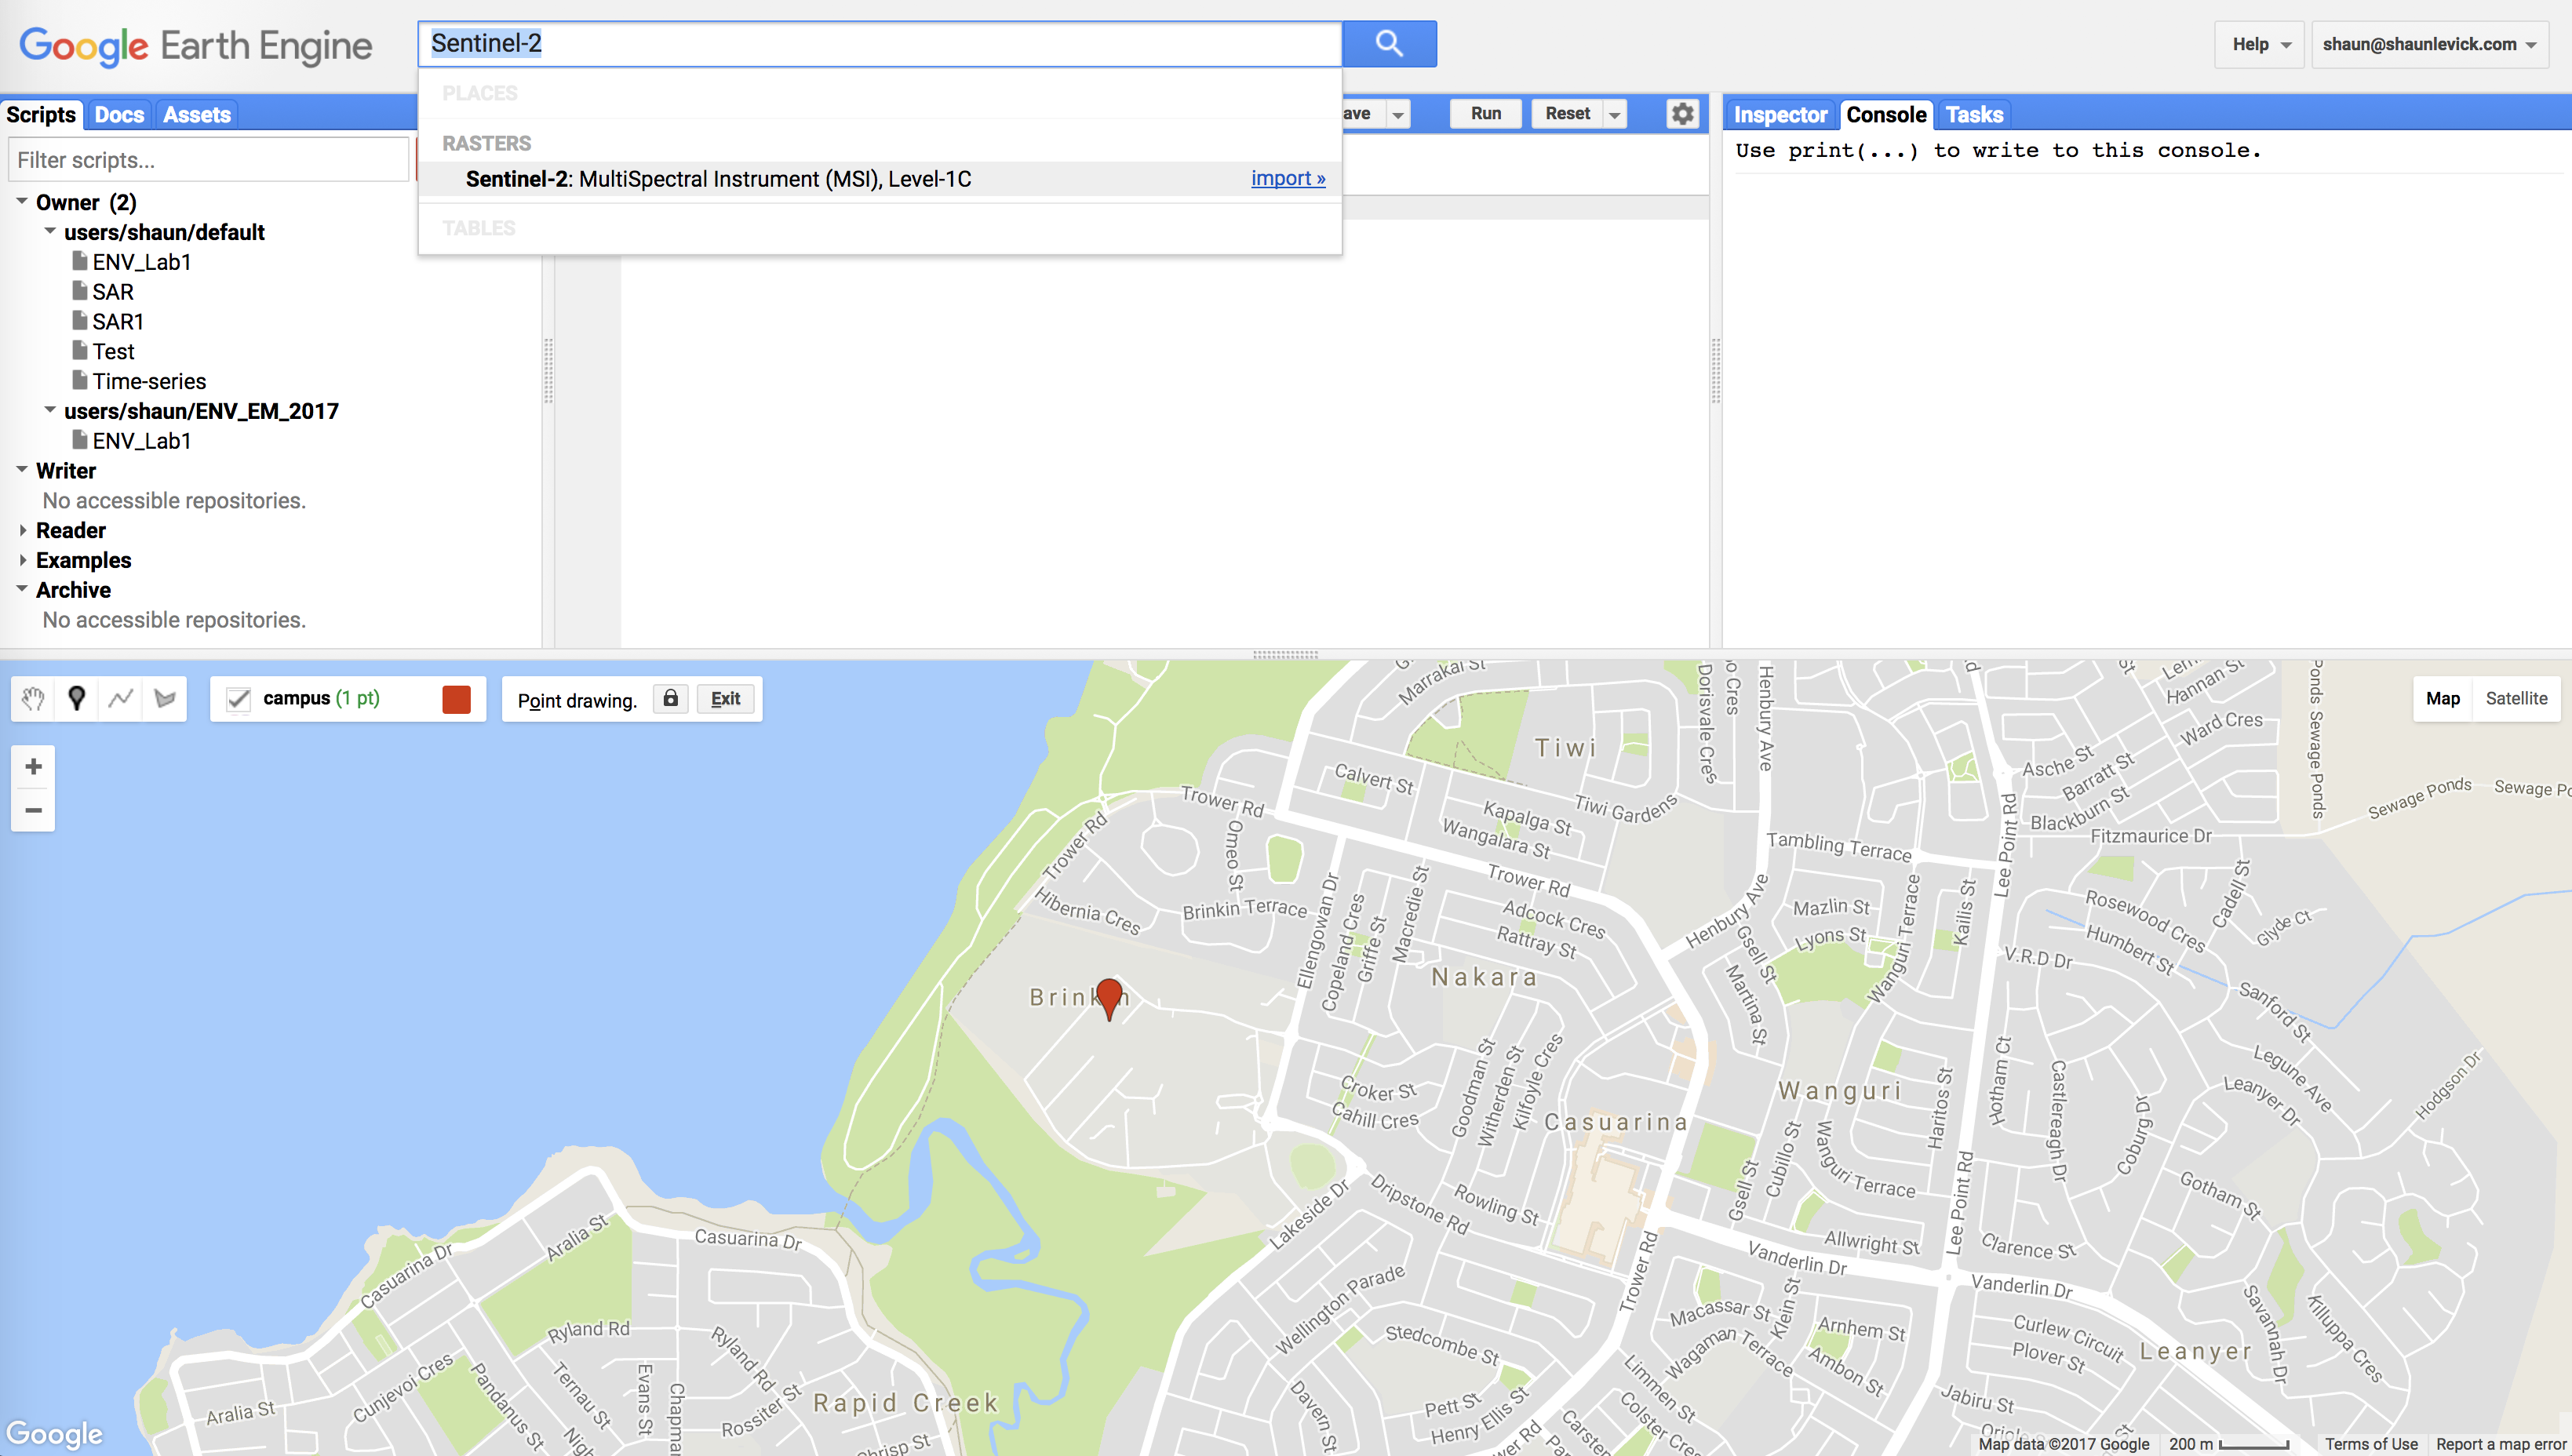 Google Earth Engine
Sentinel-2
Help
shaun@shaunlevick.com
PLACES
RASTERS
Sentinel-2: MultiSpectral Instrument (MSI), Level-1C import »
TABLES
Scripts Docs Assets
ave Run Reset
Inspector Console Tasks
Filter scripts...
Use print(...) to write to this console.
Owner (2)
users/shaun/default
ENV_Lab1
SAR
SAR1
Test
Time-series
users/shaun/ENV_EM_2017
ENV_Lab1
Writer
No accessible repositories.
Reader
Examples
Archive
No accessible repositories.
campus (1 pt)
Point drawing. Exit
Map Satellite
+
−
Marrakai St
Dorisvale Cres
o Cres
Henbury Ave
Hannan St
Ward Cres
Ponds Sewage Ponds
Tiwi
Calvert St
Trower Rd
Kapalga St
Tiwi Gardens
Wangalara St
Asche St
Barratt St
Blackburn St
Fitzmaurice Dr
Sewage Ponds
Sewage Po
Trower Rd
Omeo St
Tambling Terrace
Lee Point Rd
Hibernia Cres
Brinkin Terrace
Ellengowan Dr
Copeland Cres
Griffe St
Macredie St
Trower Rd
Adcock Cres
Rattray St
Henbury Ave
Gsell St
Mazlin St
Lyons St
Wanguri Terrace
Kailis St
Rosewood Cres
Cadell St
Glyde Ct
Humbert St
V.R.D Dr
Nakara
Martina St
Sanford St
Goodman St
Witherden St
Kilfoyle Cres
Croker St
Cahill Cres
Casuarina
Wanguri
Haritos St
Hotham Ct
Castlereagh Dr
Coburg Dr
Legune Ave
Leanyer Dr
Hodgson Dr
Gsell St
Cubillo St
Wanguri Terrace
Lee Point Rd
Gotham St
Lakeside Dr
Dripstone Rd
Rowling St
Trower Rd
Vanderlin Dr
Allwright St
Clarence St
Vanderlin Dr
Casuarina Dr
Aralia St
Casuarina Dr
Wellington Parade
Stedcombe St
Macassar St
Klein St
Wagaman Terrace
Arnhem St
Ambon St
Curlew Circuit
Plover St
Leanyer
Savannah Dr
Killuppa Cres
Ryland Rd
Ryland Rd
Cunjevoi Cres
Pandanus St
Ternau St
Evans St
Chapman
Rossiter St
Rapid Creek
Aralia St
Chrisp St
Davern St
Pett St
Henry Ellis St
Limmen St
Colster Cres
Jabiru St
Google
Map data ©2017 Google 200 m Terms of Use Report a map error